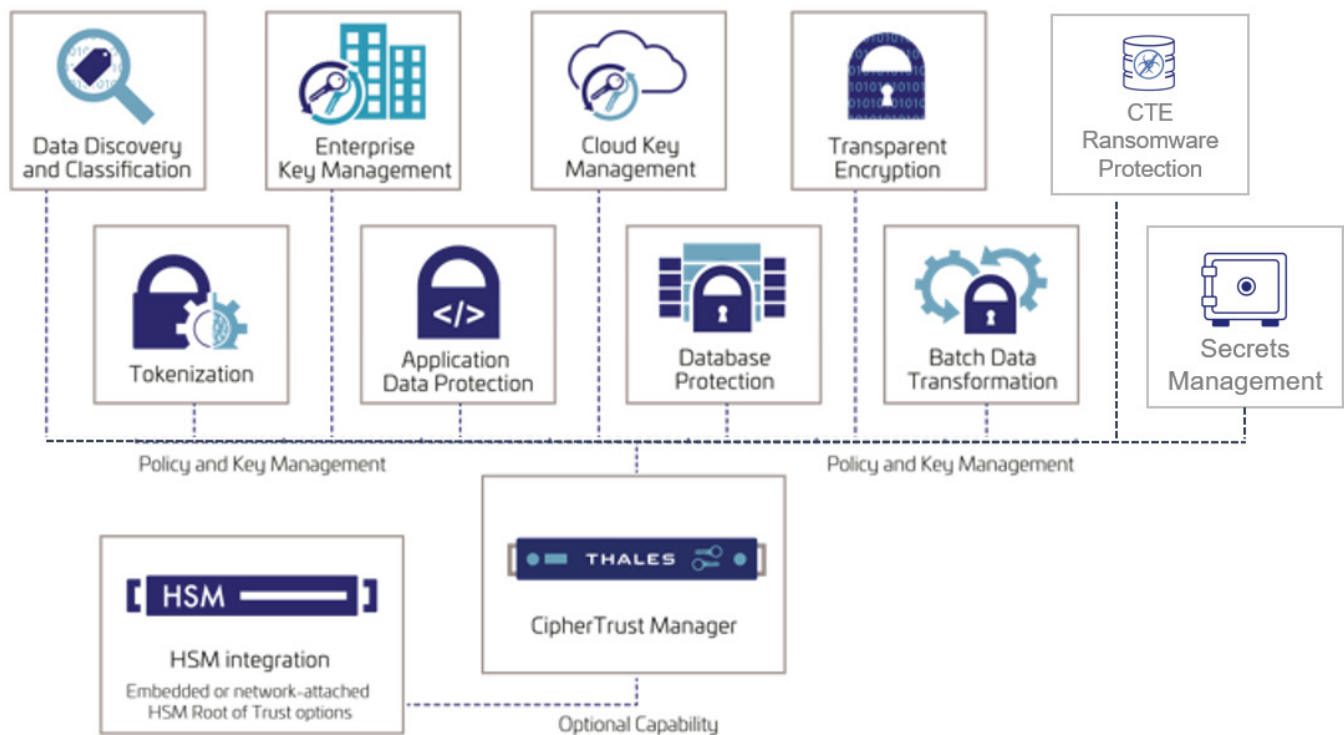 Data Discovery
and Classification
Enterprise
Key Management
Cloud Key
Management
Transparent
Encryption
CTE
Ransomware
Protection
Tokenization
</>
Application
Data Protection
Database
Protection
Batch Data
Transformation
Secrets
Management
Policy and Key Management
Policy and Key Management
THALES
CipherTrust Manager
HSM
HSM integration
Embedded or network-attached
HSM Root of Trust options
Optional Capability